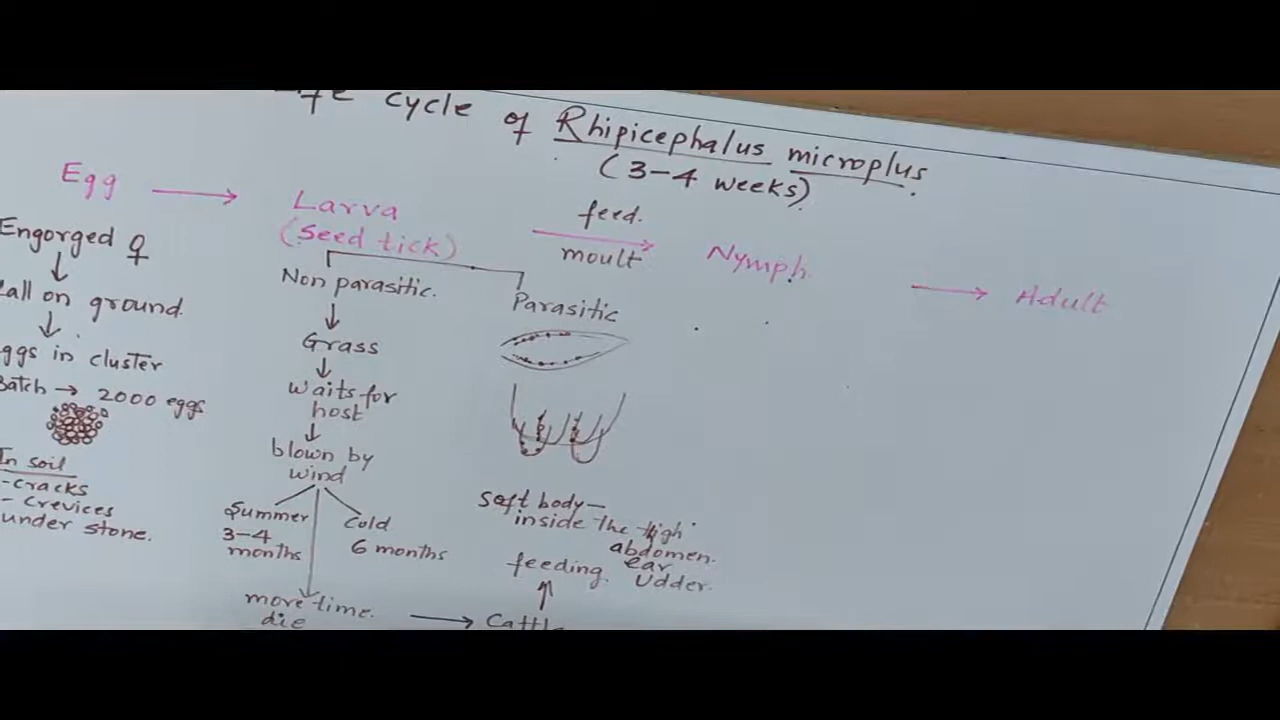 cycle of Rhipicephalus microplus
(3-4 weeks)
Egg → Larva
(Seed tick)
feed.
moult
→ Nymph
→ Adult
Engorged ♀
↓
on ground.
↓
in cluster
→ 2000 eggs
In soil
- cracks
- Crevices
under stone.
Non parasitic.
↓
Grass
↓
waits for
host
↓
blown by
wind
Summer
3-4
months
Cold
6 months
more time.
die
→ Cattle
↑
feeding.
Parasitic
Soft body-
inside the thigh
abdomen.
ear
Udder.